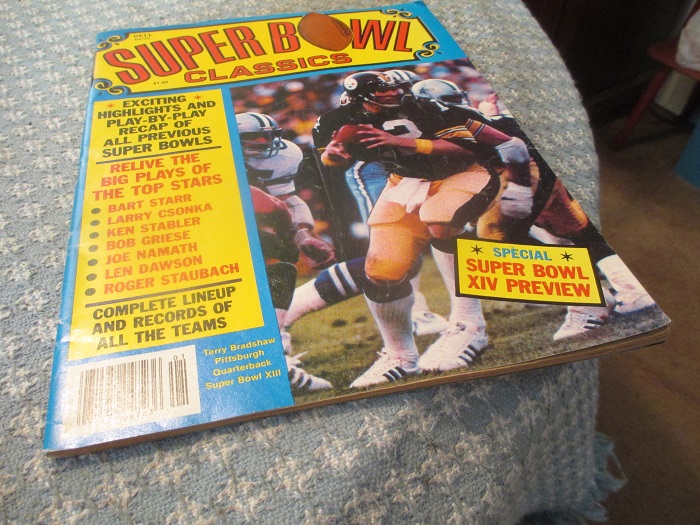 DELL
SUPER BOWL
CLASSICS
EXCITING
HIGHLIGHTS AND
PLAY-BY-PLAY
RECAP OF
ALL PREVIOUS
SUPER BOWLS
RELIVE THE
BIG PLAYS OF
THE TOP STARS
• BART STARR
• LARRY CSONKA
• KEN STABLER
• BOB GRIESE
• JOE NAMATH
• LEN DAWSON
• ROGER STAUBACH
COMPLETE LINEUP
AND RECORDS OF
ALL THE TEAMS
Terry Bradshaw
Pittsburgh
Quarterback
Super Bowl XIII
SPECIAL
SUPER BOWL
XIV PREVIEW
01